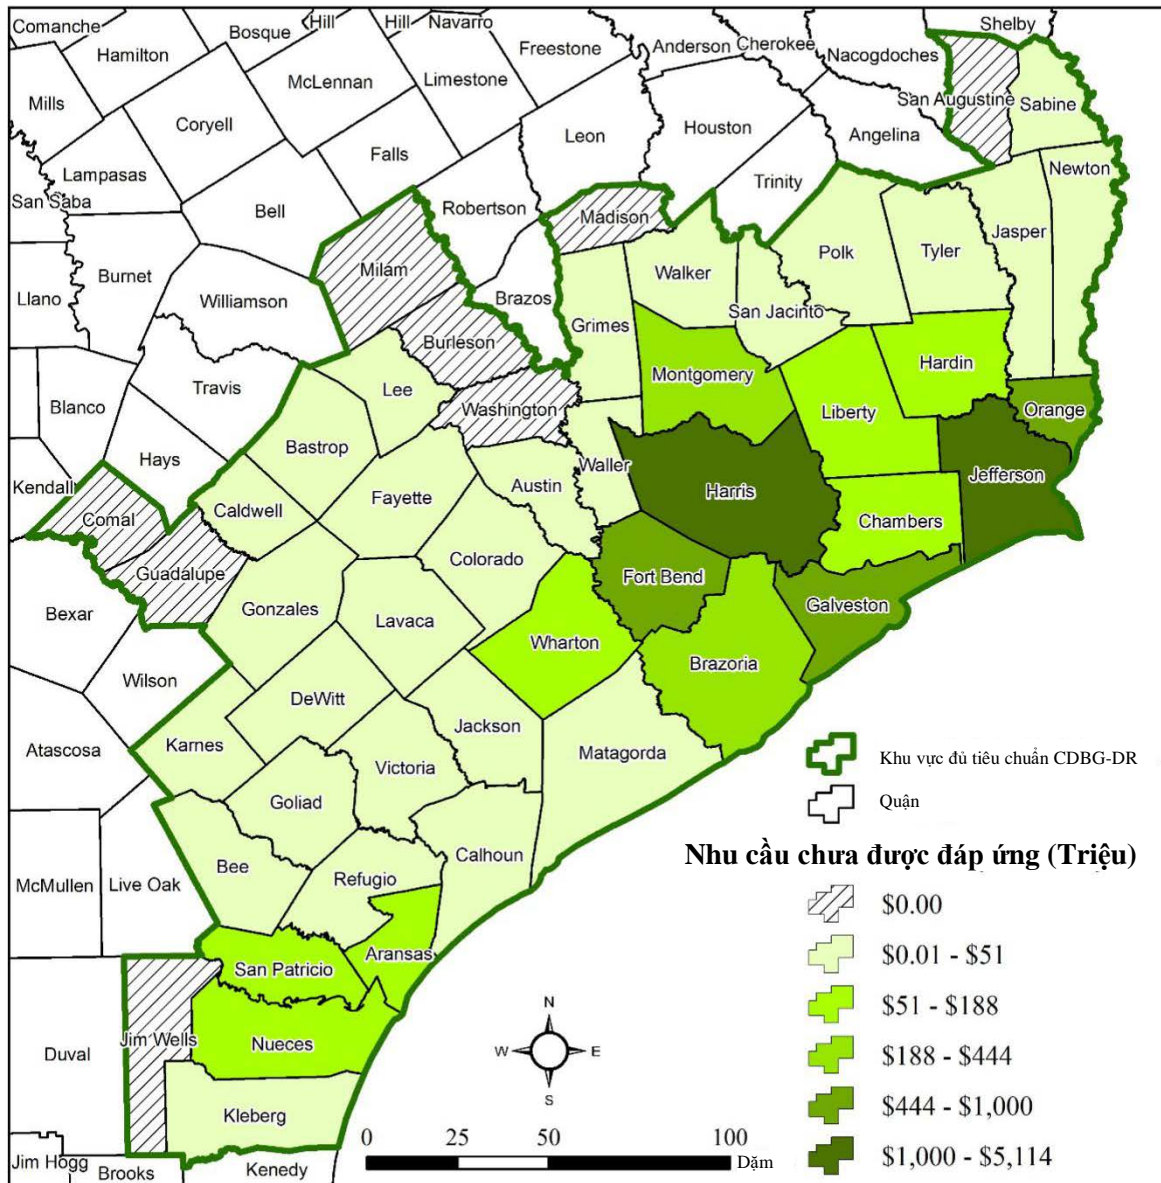 Comanche
Hamilton
Bosque
Hill
Hill
Navarro
Freestone
Anderson
Cherokee
Nacogdoches
Shelby
San Augustine
Sabine
Mills
McLennan
Limestone
Coryell
Falls
Leon
Houston
Angelina
Lampasas
San Saba
Bell
Robertson
Trinity
Newton
Madison
Milam
Burnet
Llano
Williamson
Brazos
Walker
Polk
Tyler
Jasper
Grimes
San Jacinto
Burleson
Travis
Lee
Montgomery
Hardin
Blanco
Washington
Liberty
Orange
Bastrop
Hays
Waller
Jefferson
Kendall
Fayette
Austin
Harris
Caldwell
Comal
Chambers
Colorado
Guadalupe
Fort Bend
Bexar
Gonzales
Lavaca
Galveston
Wharton
Brazoria
Wilson
DeWitt
Jackson
Atascosa
Karnes
Matagorda
Victoria
Goliad
Calhoun
Bee
Refugio
McMullen
Live Oak
Aransas
San Patricio
Duval
Jim Wells
Nueces
Kleberg
Jim Hogg
Brooks
Kenedy
Khu vực đủ tiêu chuẩn CDBG-DR
Quận
Nhu cầu chưa được đáp ứng (Triệu)
$0.00
$0.01 - $51
$51 - $188
$188 - $444
$444 - $1,000
$1,000 - $5,114
N
W
E
S
0 25 50 100
Dặm